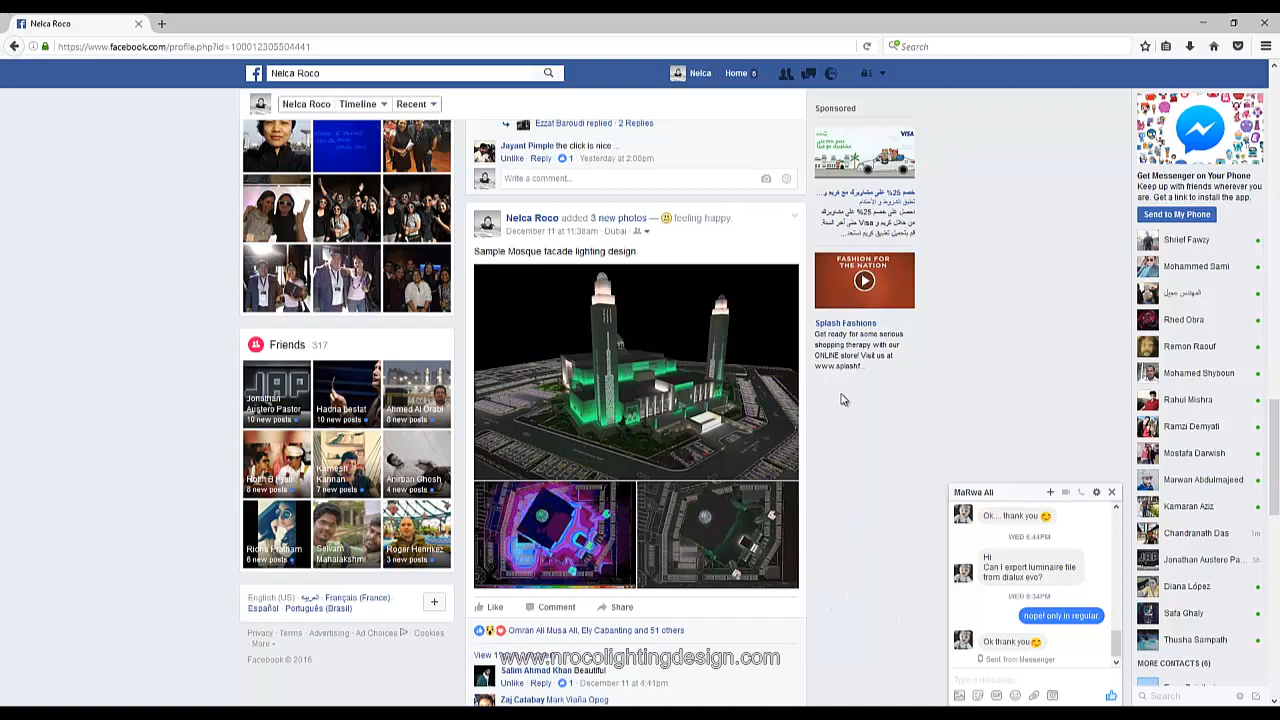 Nelca Roco
https://www.facebook.com/profile.php?id=100012305504441
Search
Nelca Roco
Nelca
Home 5
Nelca Roco
Timeline
Recent
Ezzat Baroudi replied · 2 Replies
Jayant Pimple the click is nice ...
Unlike Reply 1 Yesterday at 2:00pm
Write a comment...
Nelca Roco added 3 new photos — feeling happy.
December 11 at 11:38am · Dubai ·
Sample Mosque facade lighting design.
Like Comment Share
Omran Ali Musa Ali, Ely Cabanting and 51 others
www.nrocolightingdesign.com
Salim Ahmad Khan Beautiful
Unlike · Reply · 1 · December 11 at 4:41pm
Zaj Catabay Mark Viaña Opog
Friends · 317
Jonathan
Austero Pastor
10 new posts
Hadria Lestat
10 new posts
Ahmed Al Orabi
8 new posts
8 new posts
Kamesh
Kannan
7 new posts
Anirban Ghosh
4 new posts
6 new posts
Selvam
Mahalakshmi
Roger Henrikez
3 new posts
English (US) · العربية · Français (France) ·
Español · Português (Brasil)
Privacy · Terms · Advertising · Ad Choices · Cookies
· More
Facebook © 2016
Sponsored
VISA
FASHION FOR
THE NATION
Splash Fashions
Get ready for some serious
shopping therapy with our
ONLINE store! Visit us at
www.splashf...
Get Messenger on Your Phone
Keep up with friends wherever you
are. Get a link to install the app.
Send to My Phone
Shrief Fawzy
Mohammed Sami
Rhed Obra
Remon Raouf
Mohamed Shyboun
Rahul Mishra
Ramzi Demyati
Mostafa Darwish
Marwan Abdulmajeed
Kamaran Aziz
Chandranath Das 1m
Jonathan Austero Pa... 3h
Diana López
Safa Ghaly
Thusha Sampath
MORE CONTACTS (6)
Search
MaRwa Ali
Ok.... thank you 😊
WED 6:44PM
Hi
Can I export luminaire file
from dialux evo?
WED 8:34PM
nope! only in regular.
Ok thank you😊
Sent from Messenger
Type a message...